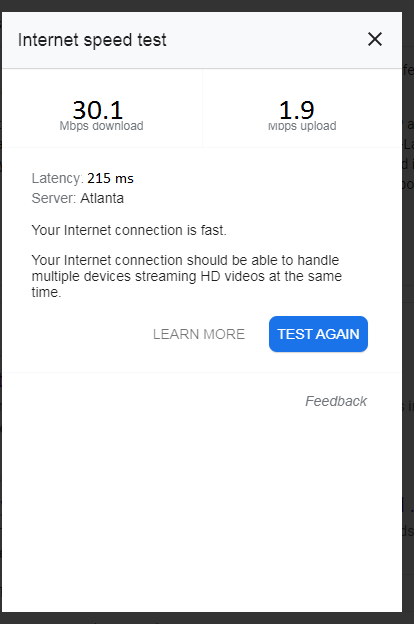 Internet speed test
30.1
Mbps download
1.9
Mbps upload
Latency: 215 ms
Server: Atlanta
Your Internet connection is fast.
Your Internet connection should be able to handle
multiple devices streaming HD videos at the same
time.
LEARN MORE
TEST AGAIN
Feedback